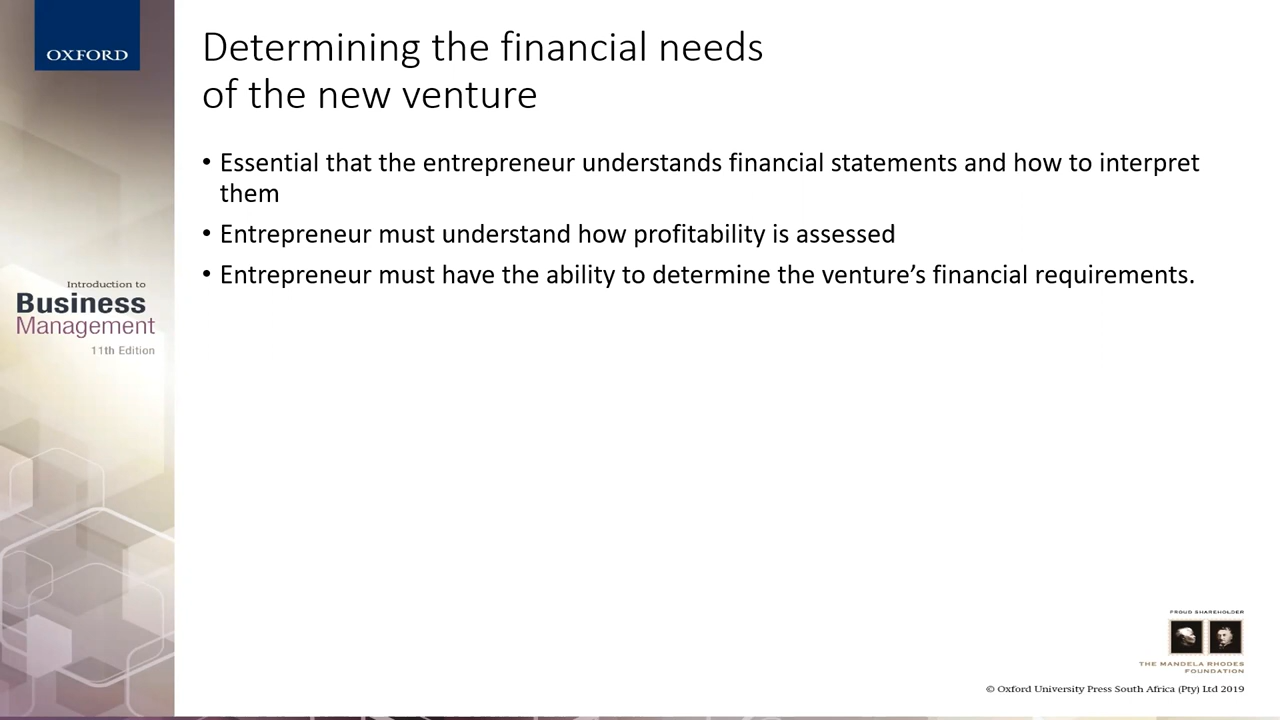 OXFORD
Determining the financial needs
of the new venture
• Essential that the entrepreneur understands financial statements and how to interpret
them
• Entrepreneur must understand how profitability is assessed
• Entrepreneur must have the ability to determine the venture’s financial requirements.
Introduction to
Business
Management
11th Edition
PROUD SHAREHOLDER
THE MANDELA RHODES
FOUNDATION
© Oxford University Press South Africa (Pty) Ltd 2019